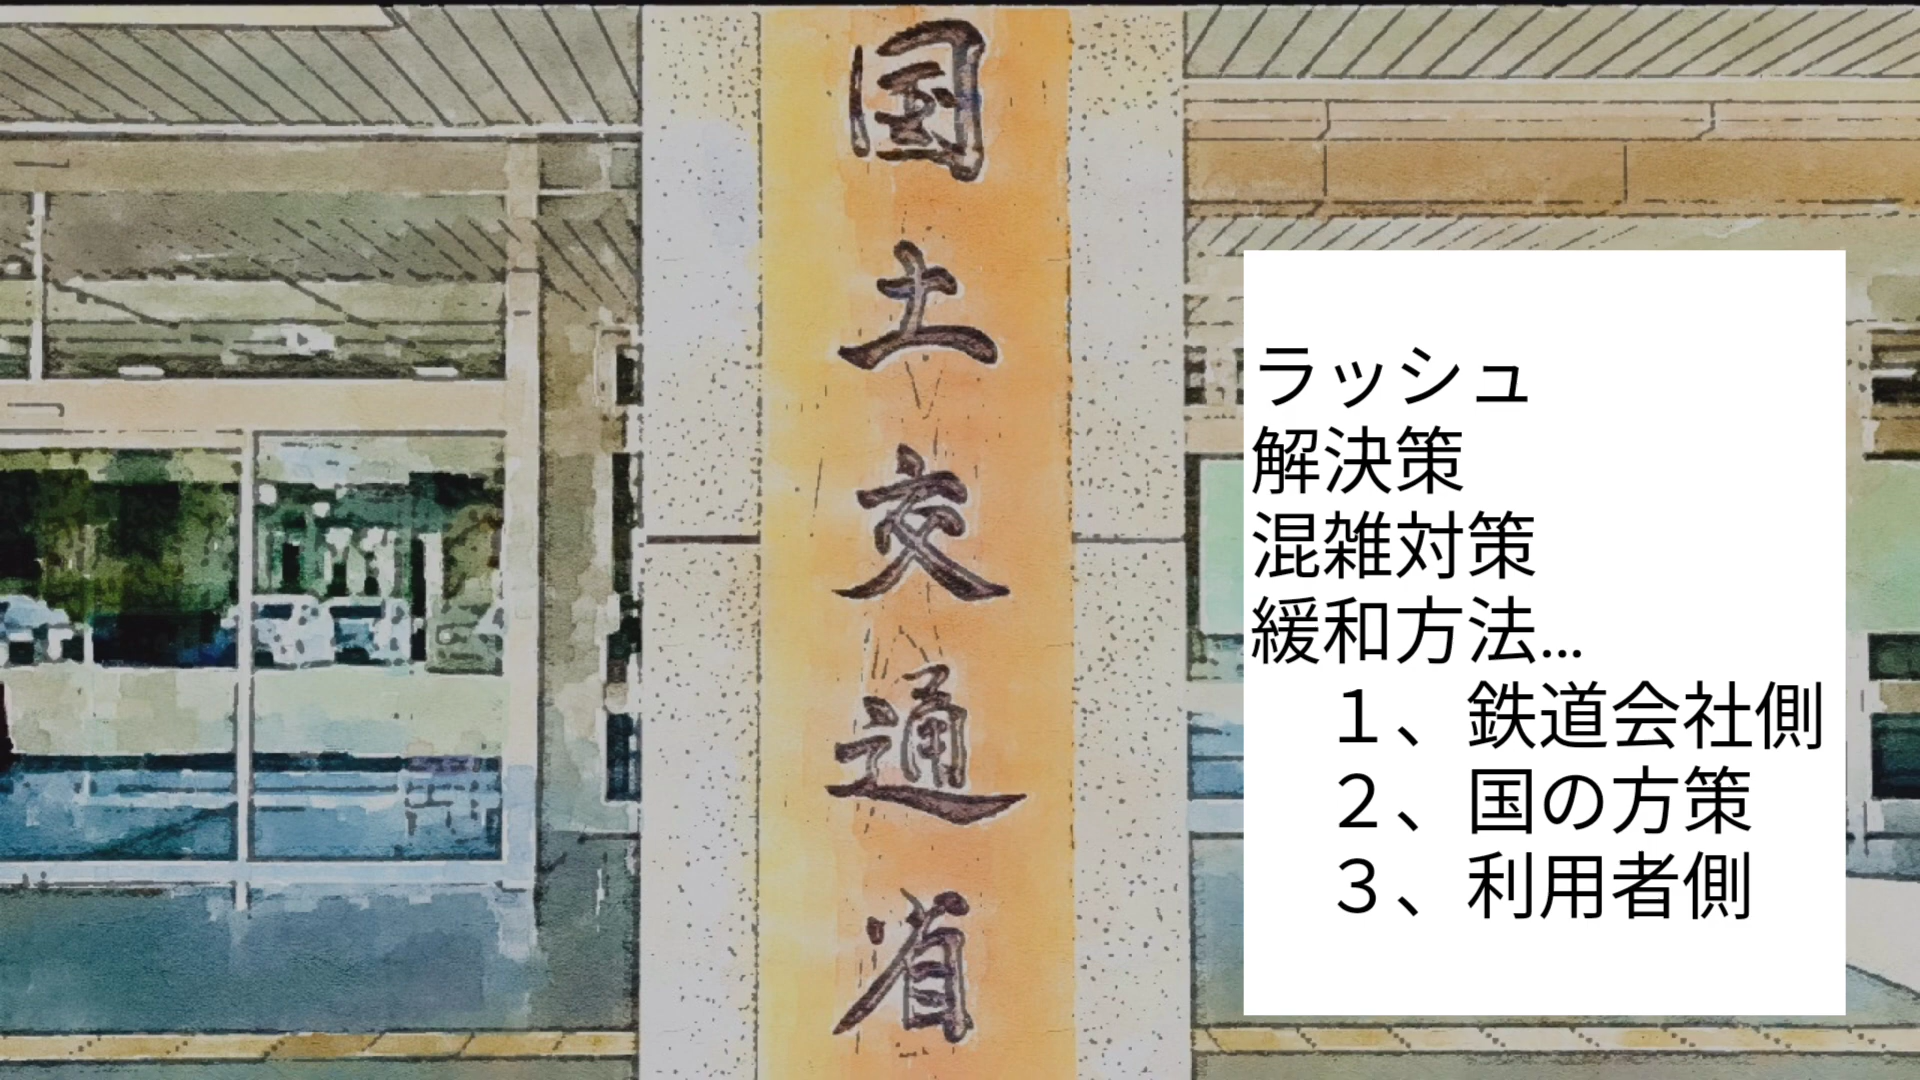 国土交通省
ラッシュ
解決策
混雑対策
緩和方法...
１、鉄道会社側
２、国の方策
３、利用者側